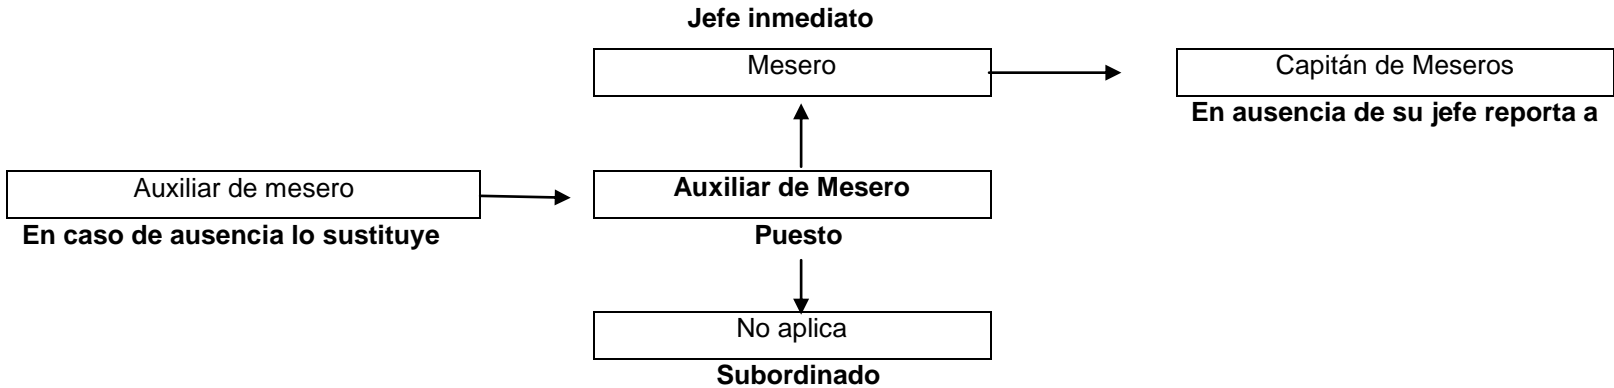 Jefe inmediato
Mesero
Capitán de Meseros
En ausencia de su jefe reporta a
Auxiliar de mesero
Auxiliar de Mesero
En caso de ausencia lo sustituye
Puesto
No aplica
Subordinado